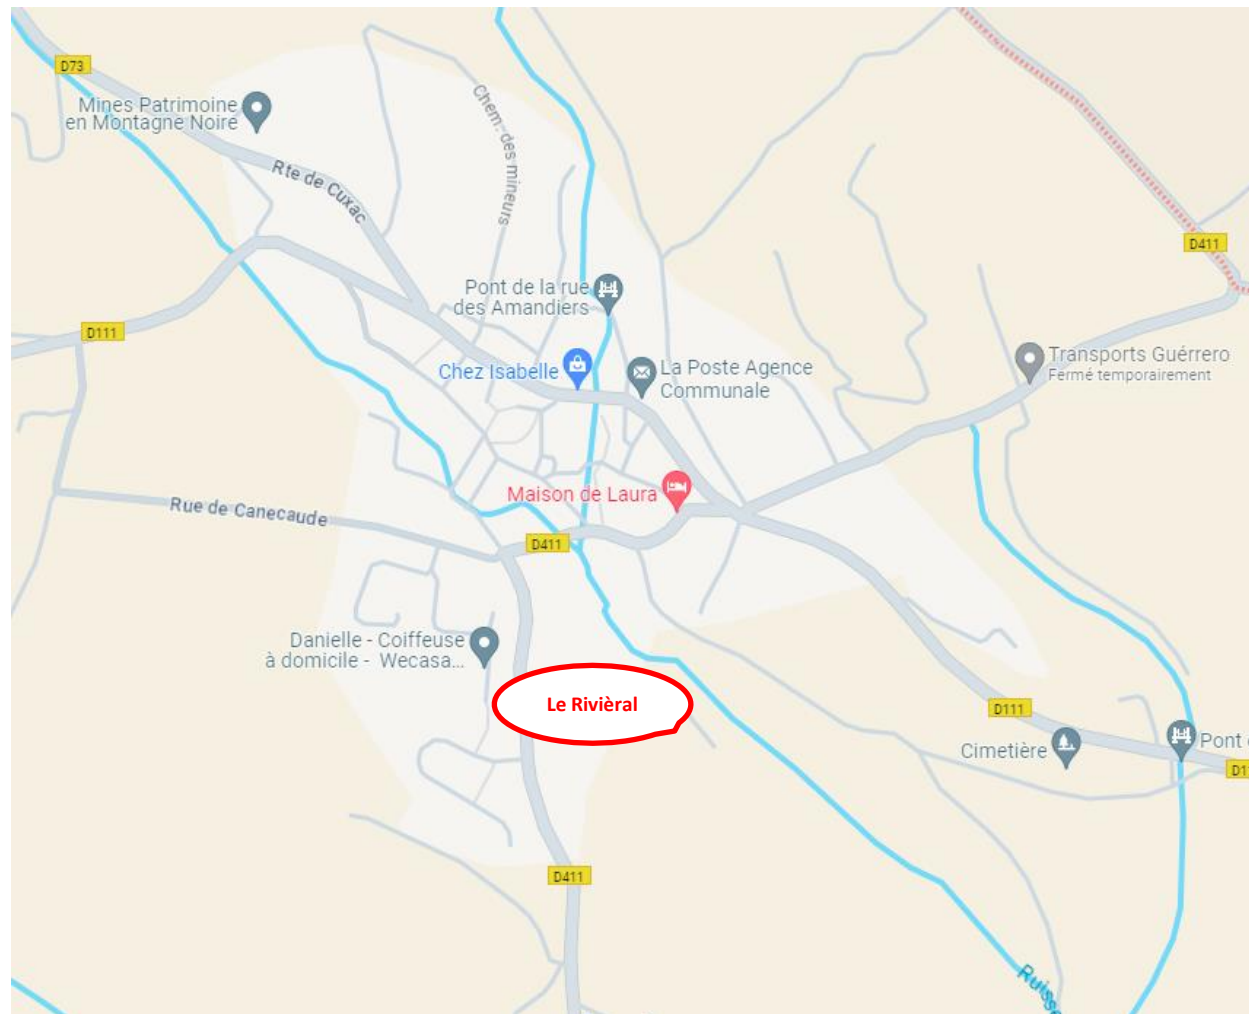 D73
Mines Patrimoine
en Montagne Noire
Chem. des mineurs
Rte de Cuxac
D411
Pont de la rue
des Amandiers
D111
Chez Isabelle
La Poste Agence
Communale
Transports Guérrero
Fermé temporairement
Maison de Laura
Rue de Canecaude
D411
Danielle - Coiffeuse
à domicile - Wecasa...
Le Rivièral
D111
Cimetière
Pont
D11
D411
Ruisse